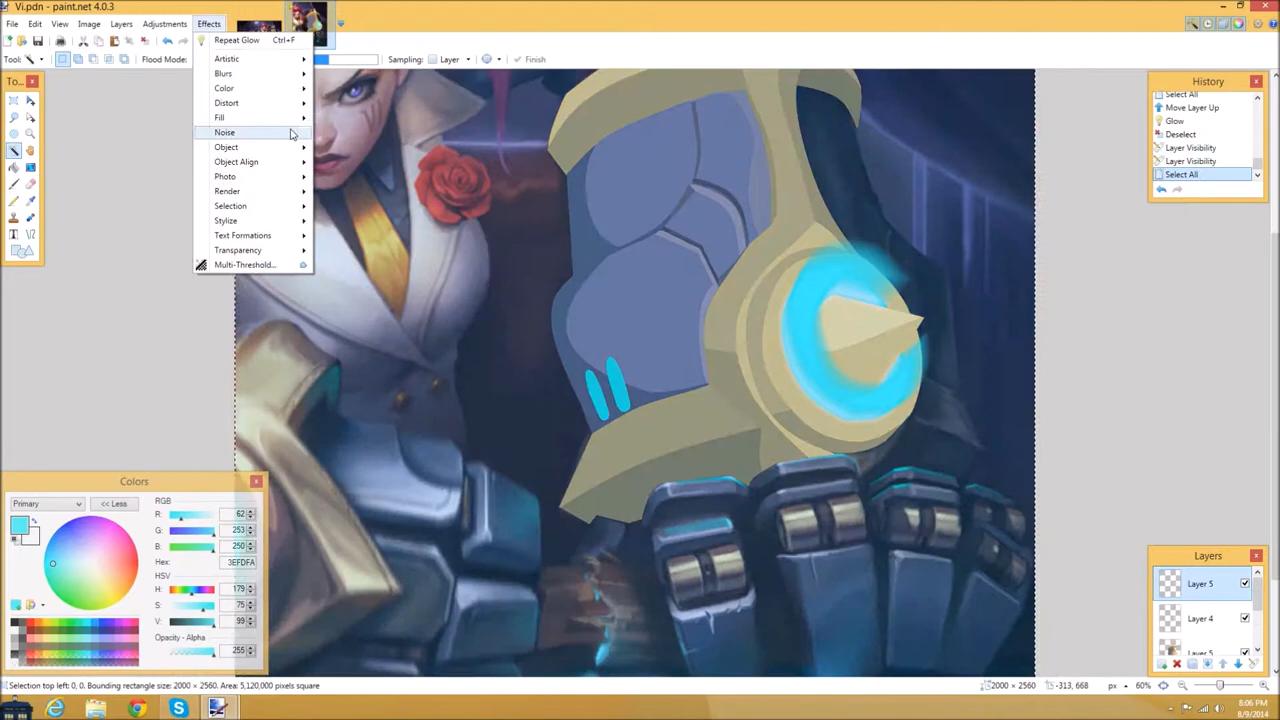 Vi.pdn - paint.net 4.0.3
File Edit View Image Layers Adjustments Effects
Tool: Flood Mode: Sampling: Layer Finish
Repeat Glow Ctrl+F
Artistic
Blurs
Color
Distort
Fill
Noise
Object
Object Align
Photo
Render
Selection
Stylize
Text Formations
Transparency
Multi-Threshold...
To...
History
Select All
Move Layer Up
Glow
Deselect
Layer Visibility
Layer Visibility
Select All
Colors
Primary
<< Less
RGB
R: 62
G: 253
B: 250
Hex: 3EFDFA
HSV
H: 179
S: 75
V: 99
Opacity - Alpha
255
Layers
Layer 5
Layer 4
Layer 5
Selection top left: 0, 0. Bounding rectangle size: 2000 × 2560. Area: 5,120,000 pixels square
2000 × 2560
-313, 668
px
60%
8:06 PM
8/9/2014